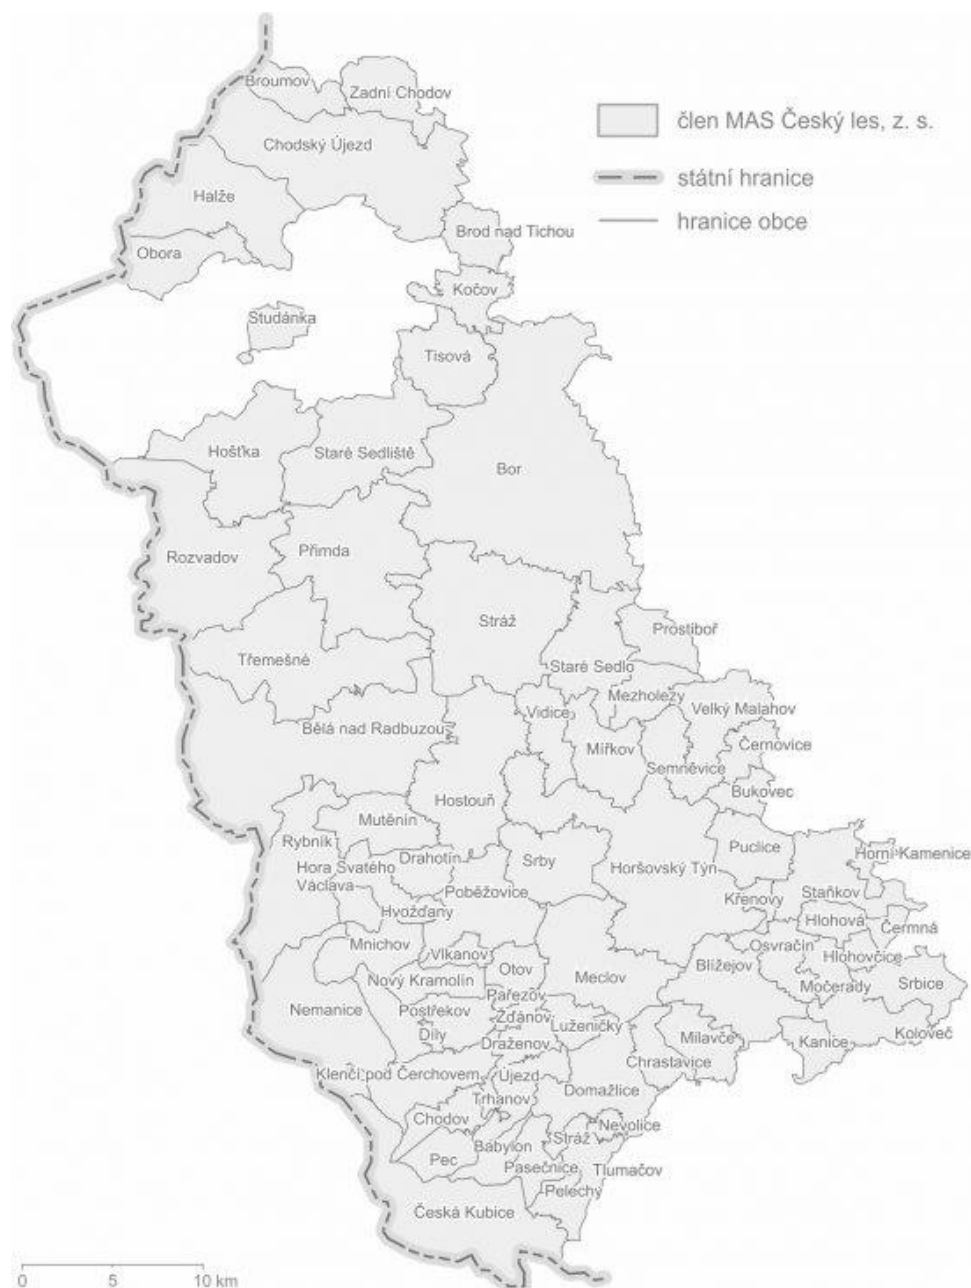 Broumov
Zadní Chodov
člen MAS Český les, z. s.
Chodský Újezd
státní hranice
Halže
hranice obce
Brod nad Tichou
Obora
Kočov
Studánka
Tisová
Hošťka
Staré Sedliště
Bor
Rozvadov
Přimda
Stráž
Prostiboř
Třemešné
Staré Sedlo
Mezholezy
Velký Malahov
Vidice
Bělá nad Radbuzou
Mířkov
Černovice
Semněvice
Bukovec
Hostouň
Mutěnín
Rybník
Puclice
Drahotín
Srby
Horní Kamenice
Hora Svatého
Václava
Horšovský Týn
Poběžovice
Staňkov
Křenovy
Hvožďany
Hlohová
Čermná
Mnichov
Osvračín
Vlkanov
Hlohovčice
Blížejov
Otov
Meclov
Nový Kramolín
Močerady
Srbice
Pařezov
Nemanice
Postřekov
Žďánov
Díly
Luženičky
Koloveč
Milavče
Kanice
Draženov
Chrastavice
Klenčí pod Čerchovem
Újezd
Domažlice
Trhanov
Chodov
Nevolice
Stráž
Babylon
Pec
Pasečnice
Tlumačov
Pelechy
Česká Kubice
0 5 10 km